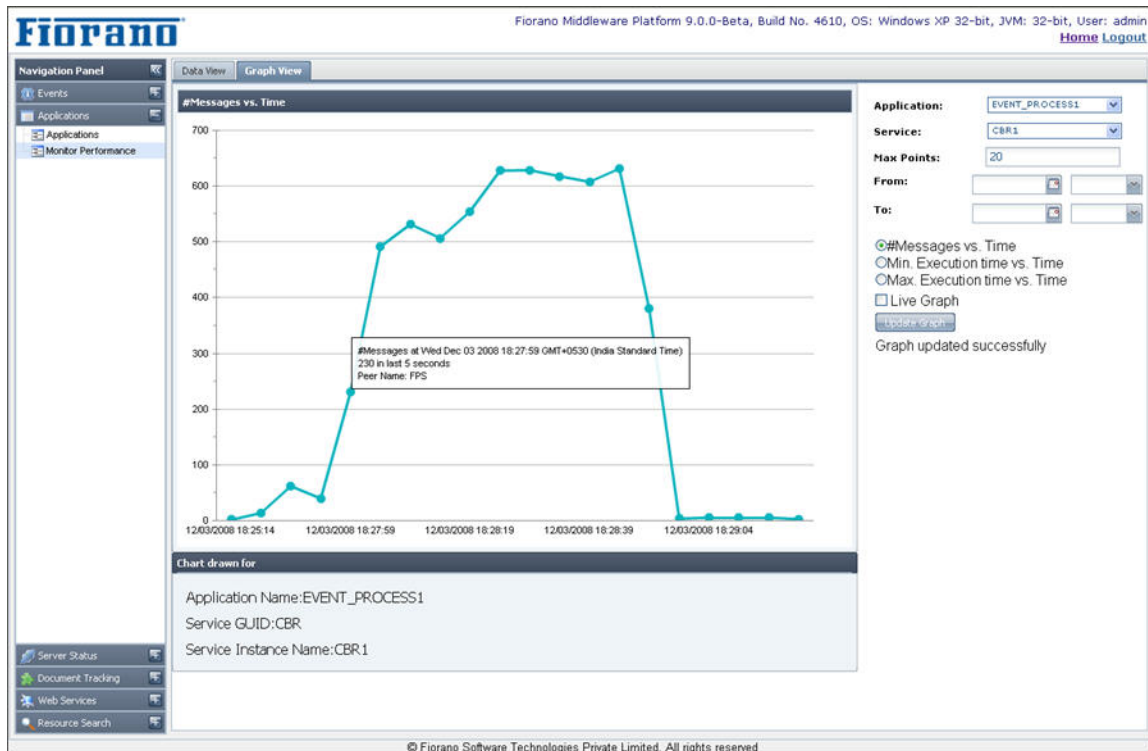 Fiorano
Fiorano Middleware Platform 9.0.0-Beta, Build No. 4610, OS: Windows XP 32-bit, JVM: 32-bit, User: admin
Home Logout
Navigation Panel
Events
Applications
Applications
Monitor Performance
Server Status
Document Tracking
Web Services
Resource Search
Data View
Graph View
#Messages vs. Time
700
600
500
400
300
200
100
0
#Messages at Wed Dec 03 2008 18:27:59 GMT+0530 (India Standard Time)
230 in last 5 seconds
Peer Name: FPS
12/03/2008 18:25:14 12/03/2008 18:27:59 12/03/2008 18:28:19 12/03/2008 18:28:39 12/03/2008 18:29:04
Chart drawn for
Application Name:EVENT_PROCESS1
Service GUID:CBR
Service Instance Name:CBR1
Application: EVENT_PROCESS1
Service: CBR1
Max Points: 20
From:
To:
#Messages vs. Time
Min. Execution time vs. Time
Max. Execution time vs. Time
Live Graph
Update Graph
Graph updated successfully
© Fiorano Software Technologies Private Limited. All rights reserved